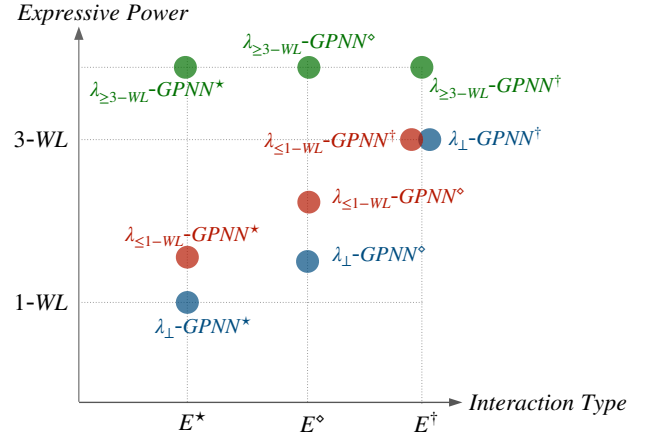 Expressive Power
λ≥3−WL-GPNN⋄
λ≥3−WL-GPNN⋆
λ≥3−WL-GPNN†
3-WL
λ≤1−WL-GPNN†
λ⊥-GPNN†
λ≤1−WL-GPNN⋄
λ≤1−WL-GPNN⋆
λ⊥-GPNN⋄
1-WL
λ⊥-GPNN⋆
Interaction Type
E⋆
E⋄
E†